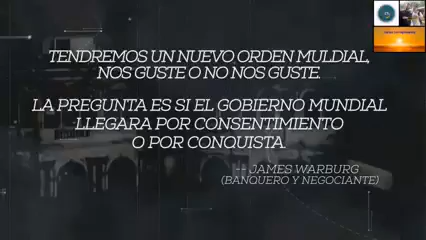 TENDREMOS UN NUEVO ORDEN MULDIAL,
NOS GUSTE O NO NOS GUSTE.
LA PREGUNTA ES SI EL GOBIERNO MUNDIAL
LLEGARA POR CONSENTIMIENTO
O POR CONQUISTA.
-- JAMES WARBURG
(BANQUERO Y NEGOCIANTE)